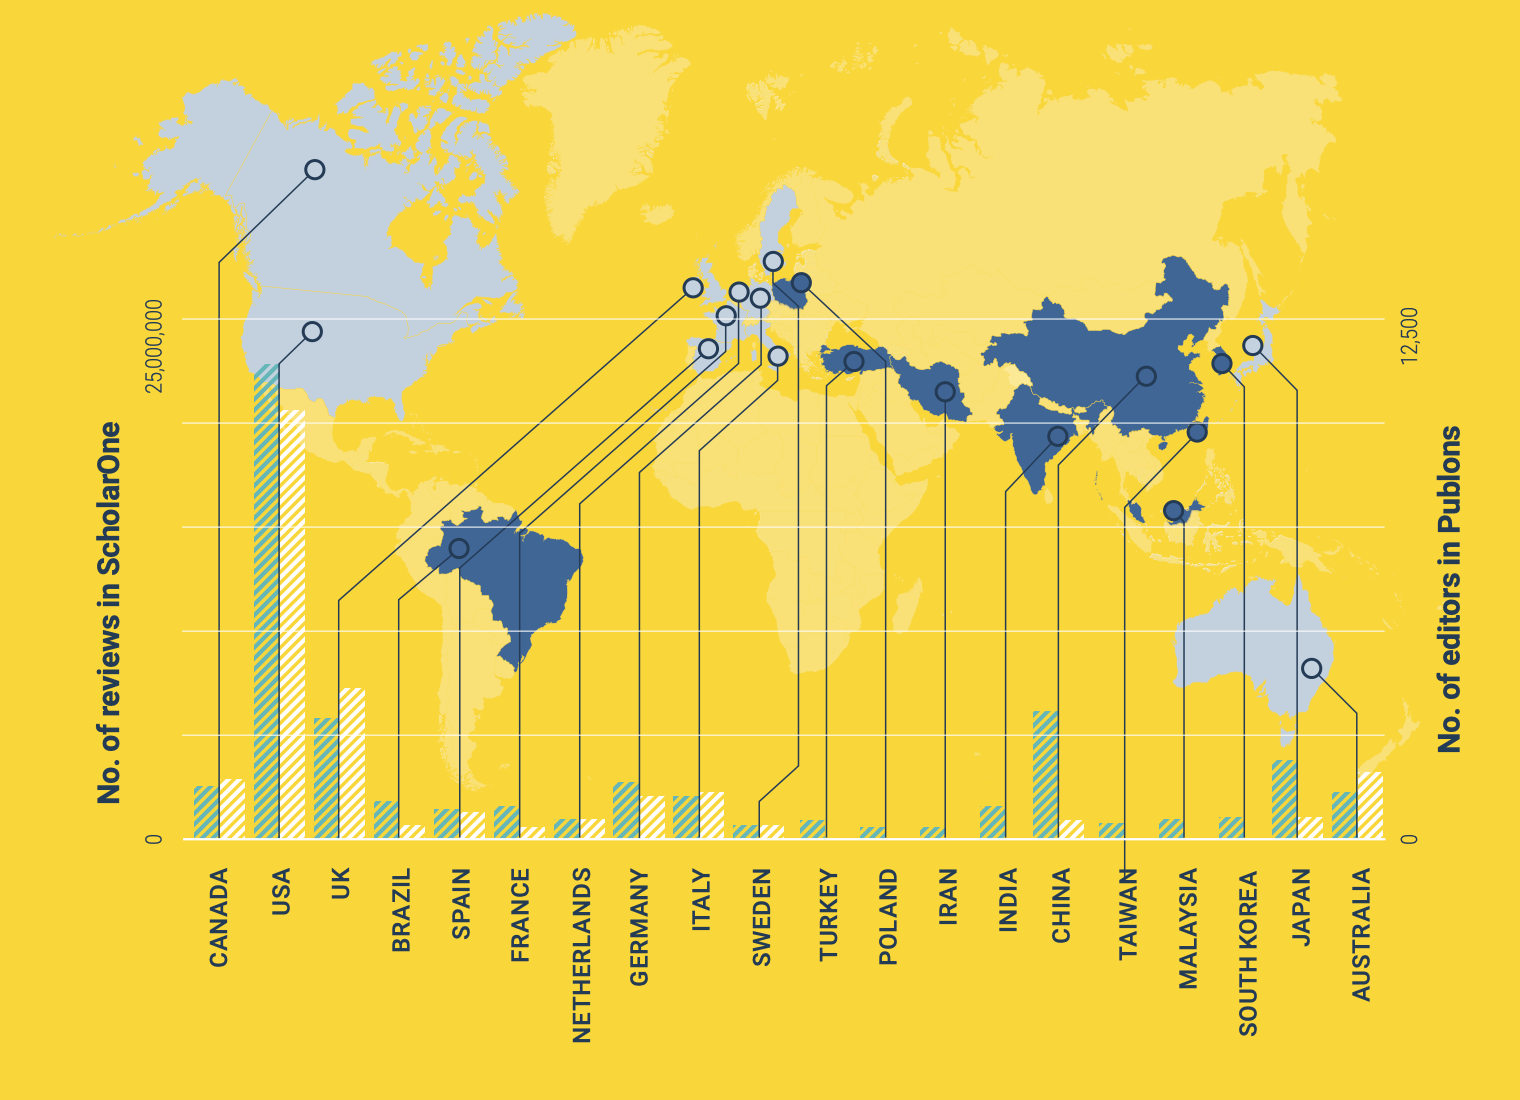 25,000,000
0
No. of reviews in ScholarOne
12,500
0
No. of editors in Publons
CANADA
USA
UK
BRAZIL
SPAIN
FRANCE
NETHERLANDS
GERMANY
ITALY
SWEDEN
TURKEY
POLAND
IRAN
INDIA
CHINA
TAIWAN
MALAYSIA
SOUTH KOREA
JAPAN
AUSTRALIA